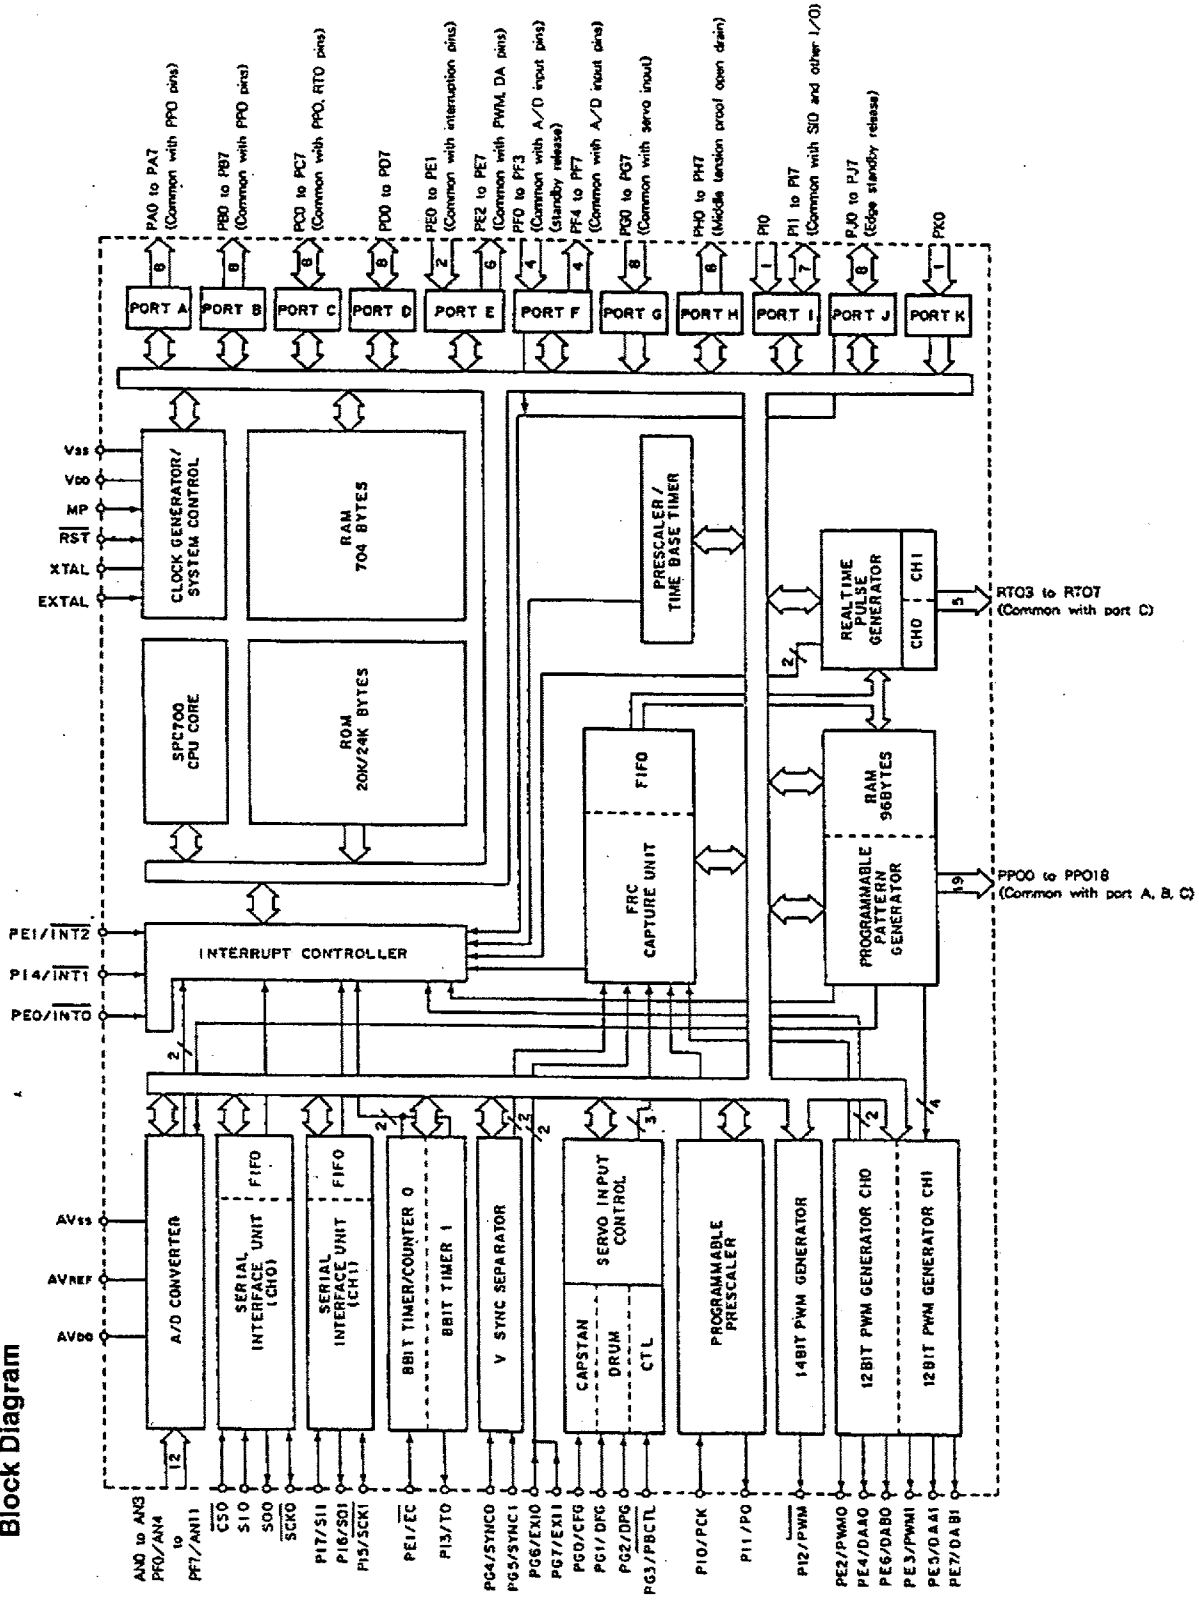 Block Diagram
PA0 to PA7
(Common with PPO pins)
PB0 to PB7
(Common with PPO pins)
PC0 to PC7
(Common with PPO, RTO pins)
PD0 to PD7
PE0 to PE1
(Common with interruption pins)
PE2 to PE7
(Common with PWM, DA pins)
PF0 to PF3
(Common with A/D input pins)
(standby release)
PF4 to PF7
(Common with A/D input pins)
PG0 to PG7
(Common with servo input)
PH0 to PH7
(Middle tension proof open drain)
PI0
PI1 to PI7
(Common with SIO and other I/O)
PJ0 to PJ7
(Edge standby release)
PK0
8
8
8
8
2
6
4
4
8
8
1
7
8
1
PORT A
PORT B
PORT C
PORT D
PORT E
PORT F
PORT G
PORT H
PORT I
PORT J
PORT K
Vss
VDD
MP
RST
XTAL
EXTAL
CLOCK GENERATOR/
SYSTEM CONTROL
RAM
704 BYTES
PRESCALER/
TIME BASE TIMER
SPC700
CPU CORE
ROM
20K/24K BYTES
REALTIME
PULSE
GENERATOR
CH0
CH1
2
5
RTO3 to RTO7
(Common with port C)
FIFO
FRC
CAPTURE UNIT
RAM
96BYTES
PROGRAMMABLE
PATTERN
GENERATOR
19
PPO0 to PPO18
(Common with port A, B, C)
PE1/INT2
PI4/INT1
PE0/INT0
INTERRUPT CONTROLLER
2
2
2
2
3
2
4
AVss
AVREF
AVDD
A/D CONVERTER
SERIAL
INTERFACE UNIT
(CH0)
FIFO
SERIAL
INTERFACE UNIT
(CH1)
FIFO
8BIT TIMER/COUNTER 0
8BIT TIMER 1
V SYNC SEPARATOR
SERVO INPUT
CONTROL
CAPSTAN
DRUM
CTL
PROGRAMMABLE
PRESCALER
14BIT PWM GENERATOR
12BIT PWM GENERATOR CH0
12BIT PWM GENERATOR CH1
12
AN0 to AN3
PF0/AN4
to
PF7/AN11
CS0
SI0
SO0
SCK0
PI7/SI1
PI6/SO1
PI5/SCK1
PE1/EC
PI3/TO
PG4/SYNC0
PG5/SYNC1
PG6/EXI0
PG7/EXI1
PG0/CFG
PG1/DFG
PG2/DPG
PG3/PBCTL
PI0/PCK
PI1/PO
PI2/PWM
PE2/PWM0
PE4/DAA0
PE6/DAB0
PE3/PWM1
PE5/DAA1
PE7/DAB1